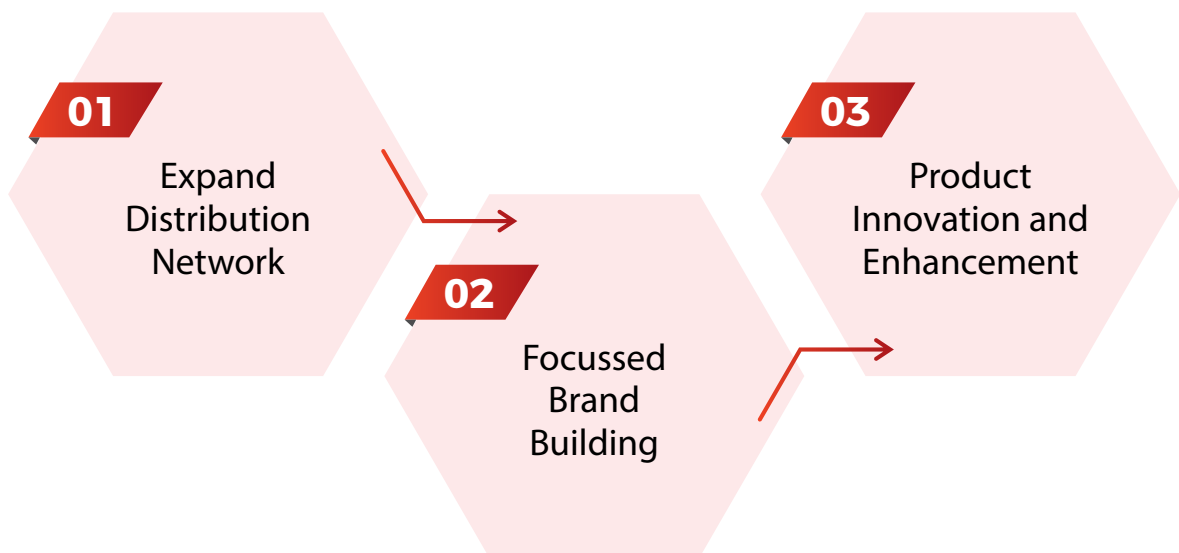 01
Expand
Distribution
Network
02
Focussed
Brand
Building
03
Product
Innovation and
Enhancement